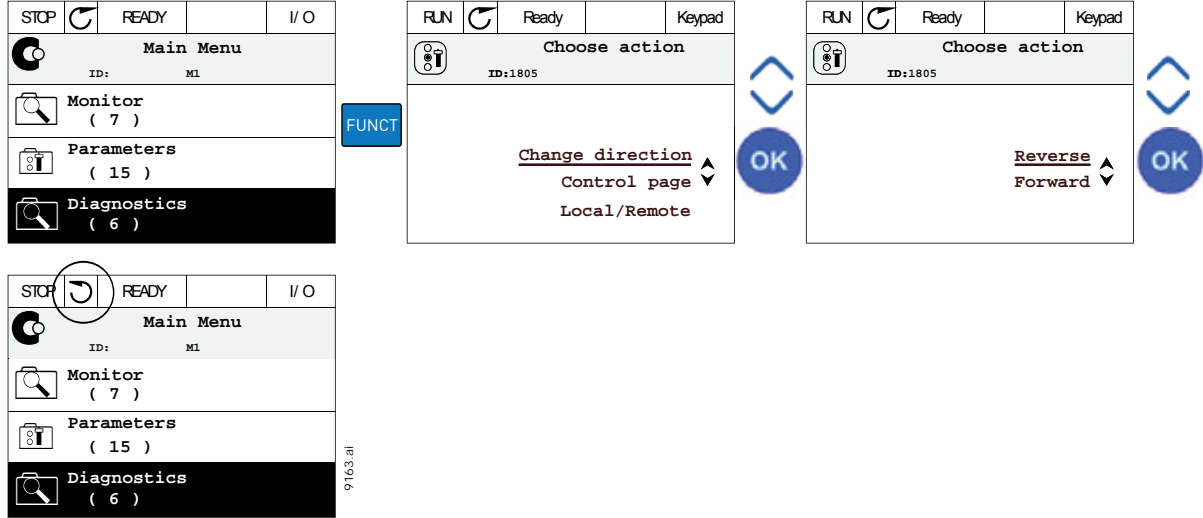 STOP READY I/O
Main Menu
ID: M1
Monitor
( 7 )
Parameters
( 15 )
Diagnostics
( 6 )
FUNCT
RUN Ready Keypad
Choose action
ID:1805
Change direction
Control page
Local/Remote
OK
RUN Ready Keypad
Choose action
ID:1805
Reverse
Forward
OK
STOP READY I/O
Main Menu
ID: M1
Monitor
( 7 )
Parameters
( 15 )
Diagnostics
( 6 )
9163.ai